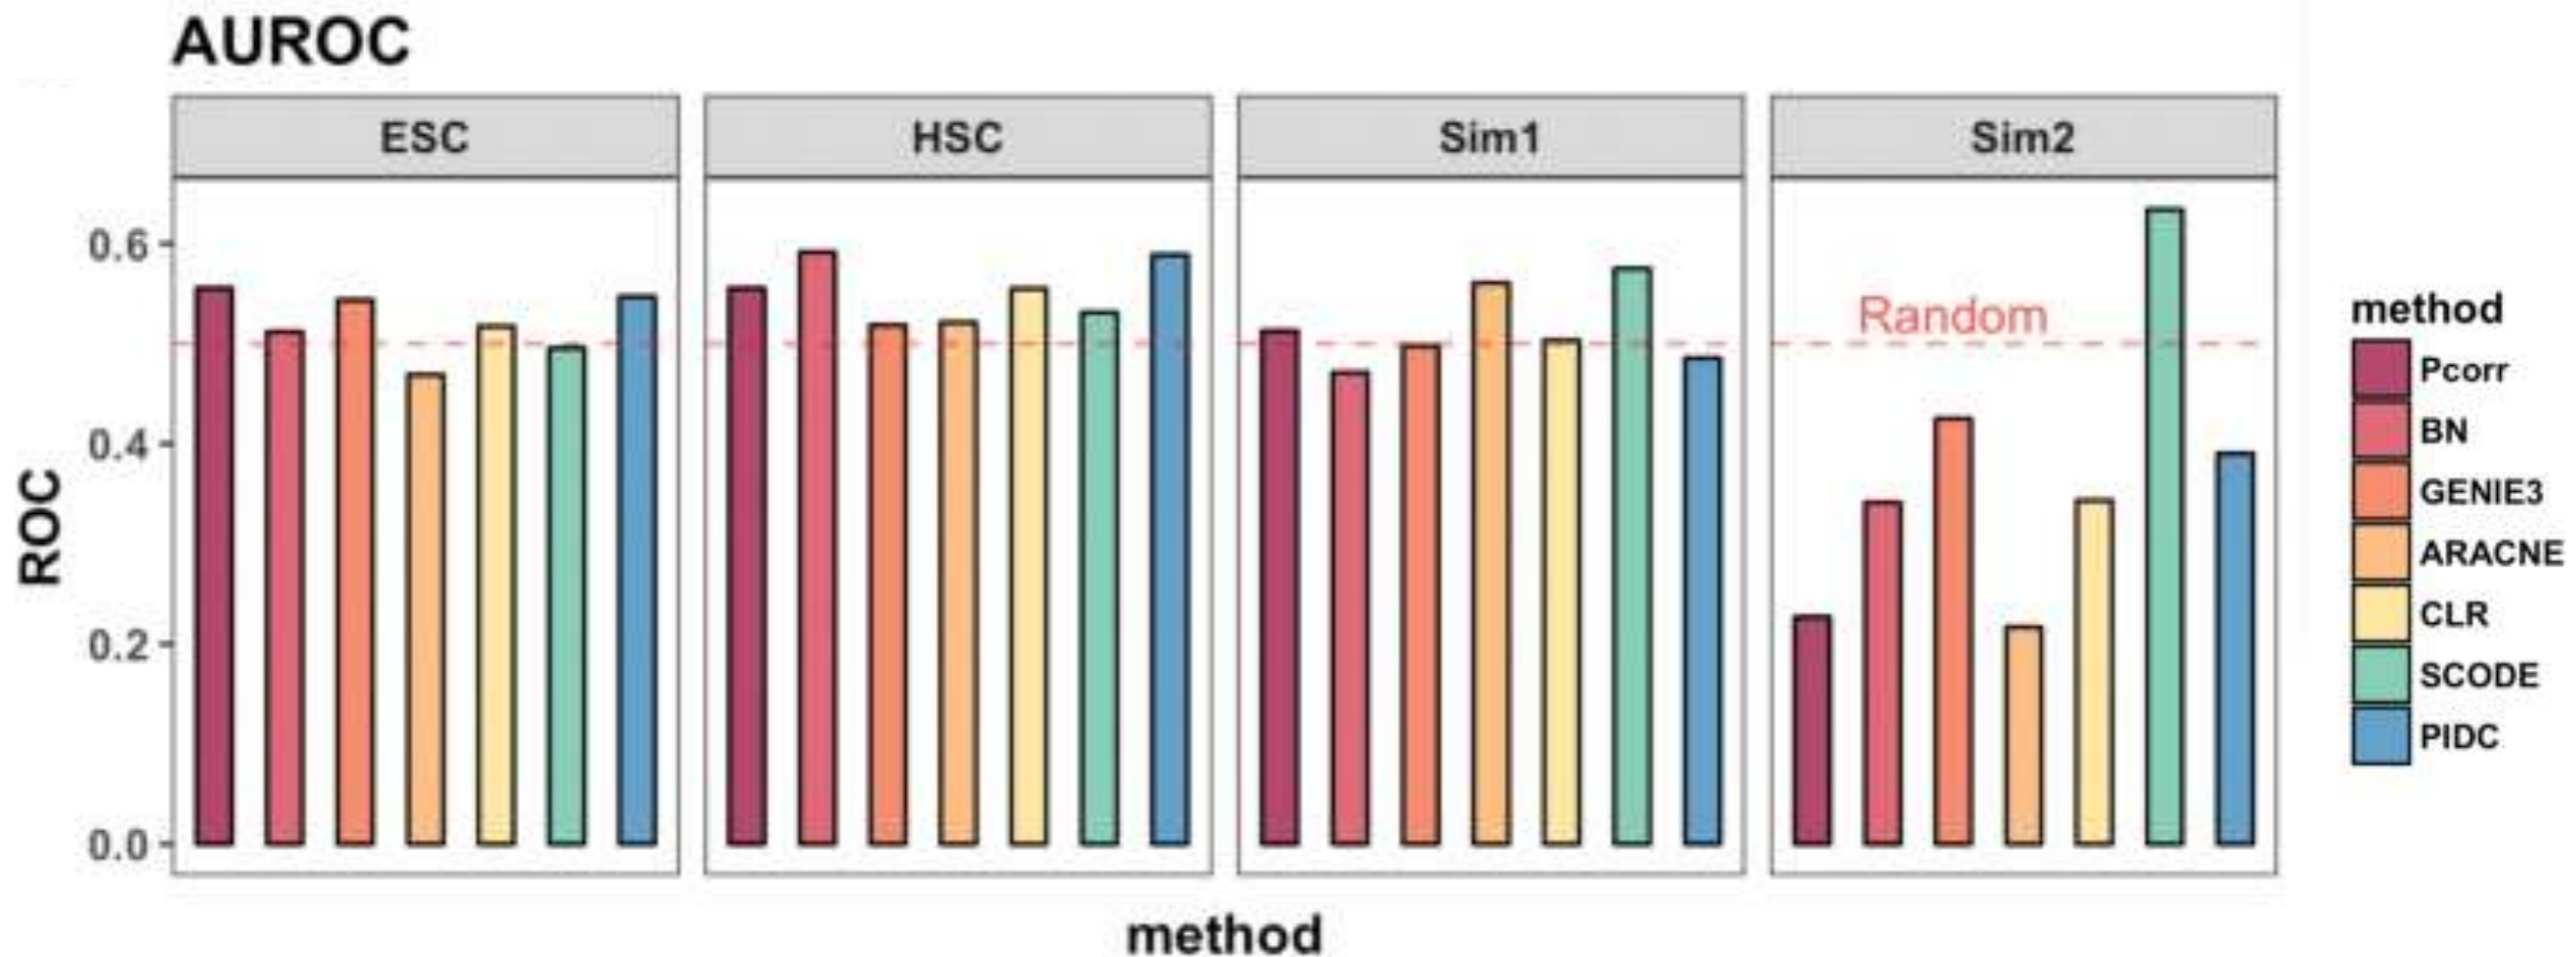 AUROC
ESC
HSC
Sim1
Sim2
0.6
0.4
0.2
0.0
ROC
Random
method
method
Pcorr
BN
GENIE3
ARACNE
CLR
SCODE
PIDC